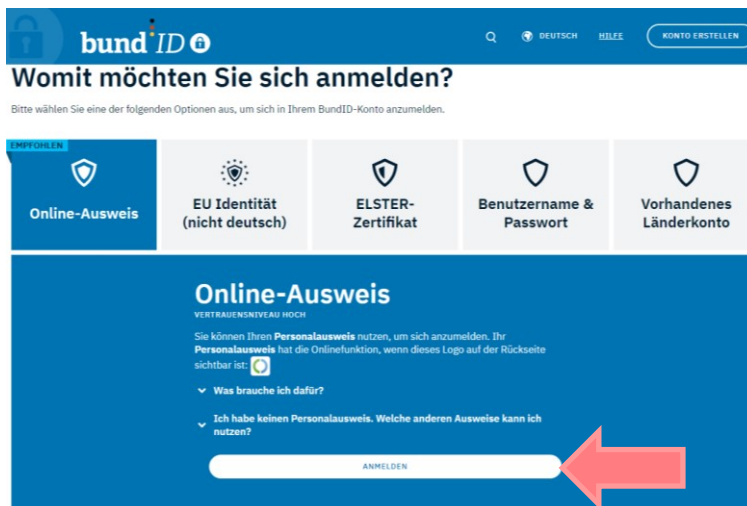 bund ID
DEUTSCH
HILFE
KONTO ERSTELLEN
Womit möchten Sie sich anmelden?
Bitte wählen Sie eine der folgenden Optionen aus, um sich in Ihrem BundID-Konto anzumelden.
EMPFOHLEN
Online-Ausweis
EU Identität
(nicht deutsch)
ELSTER-
Zertifikat
Benutzername &
Passwort
Vorhandenes
Länderkonto
Online-Ausweis
VERTRAUENSNIVEAU HOCH
Sie können Ihren Personalausweis nutzen, um sich anzumelden. Ihr
Personalausweis hat die Onlinefunktion, wenn dieses Logo auf der Rückseite
sichtbar ist:
Was brauche ich dafür?
Ich habe keinen Personalausweis. Welche anderen Ausweise kann ich
nutzen?
ANMELDEN